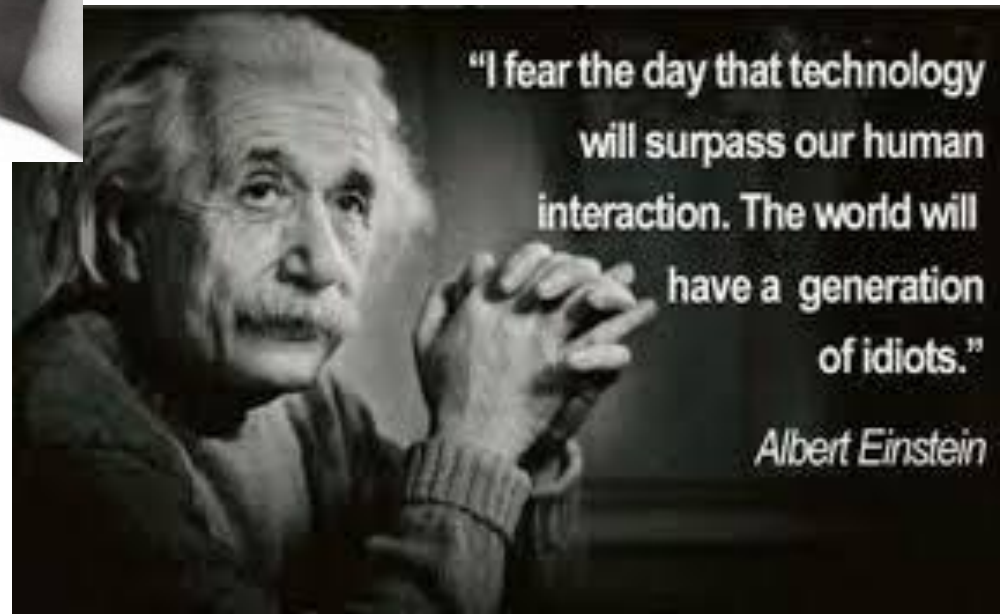 “I fear the day that technology
will surpass our human
interaction. The world will
have a generation
of idiots.”
Albert Einstein